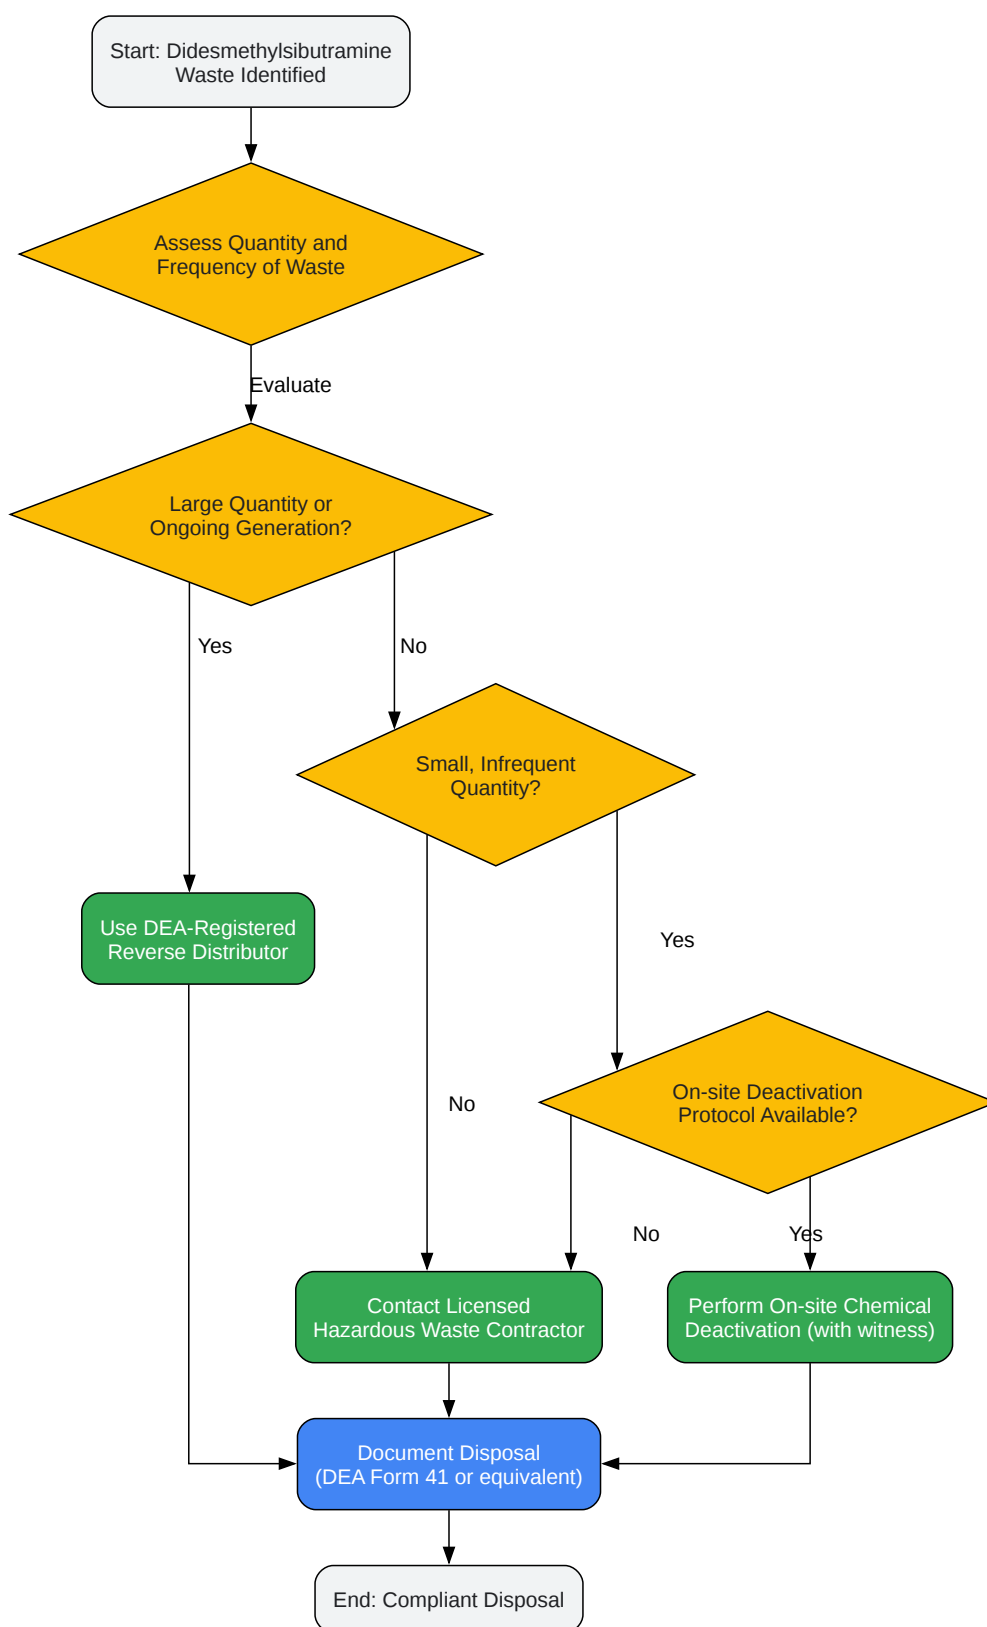 Start: Didesmethylsibutramine
Waste Identified
Assess Quantity and
Frequency of Waste
Evaluate
Large Quantity or
Ongoing Generation?
Yes
No
Small, Infrequent
Quantity?
Use DEA-Registered
Reverse Distributor
Yes
On-site Deactivation
Protocol Available?
No
No
Yes
Contact Licensed
Hazardous Waste Contractor
Perform On-site Chemical
Deactivation (with witness)
Document Disposal
(DEA Form 41 or equivalent)
End: Compliant Disposal